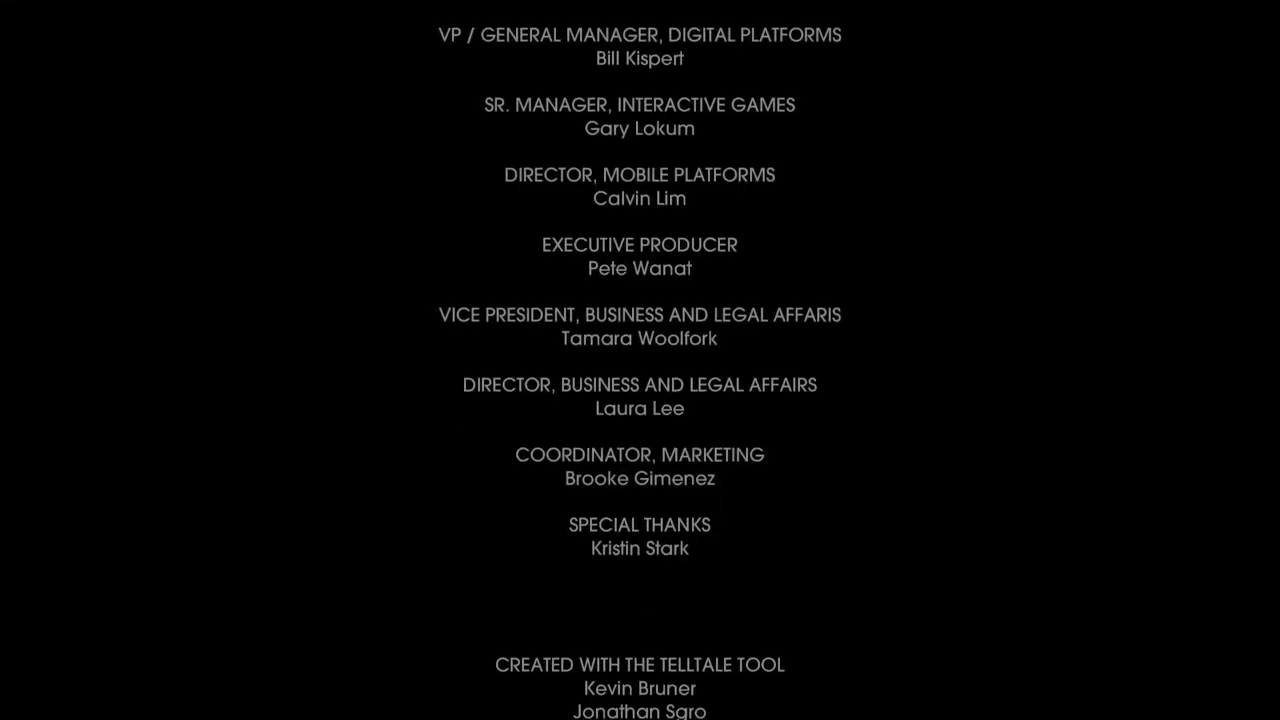 VP / GENERAL MANAGER, DIGITAL PLATFORMS
Bill Kispert
SR. MANAGER, INTERACTIVE GAMES
Gary Lokum
DIRECTOR, MOBILE PLATFORMS
Calvin Lim
EXECUTIVE PRODUCER
Pete Wanat
VICE PRESIDENT, BUSINESS AND LEGAL AFFARIS
Tamara Woolfork
DIRECTOR, BUSINESS AND LEGAL AFFAIRS
Laura Lee
COORDINATOR, MARKETING
Brooke Gimenez
SPECIAL THANKS
Kristin Stark
CREATED WITH THE TELLTALE TOOL
Kevin Bruner
Jonathan Sgro